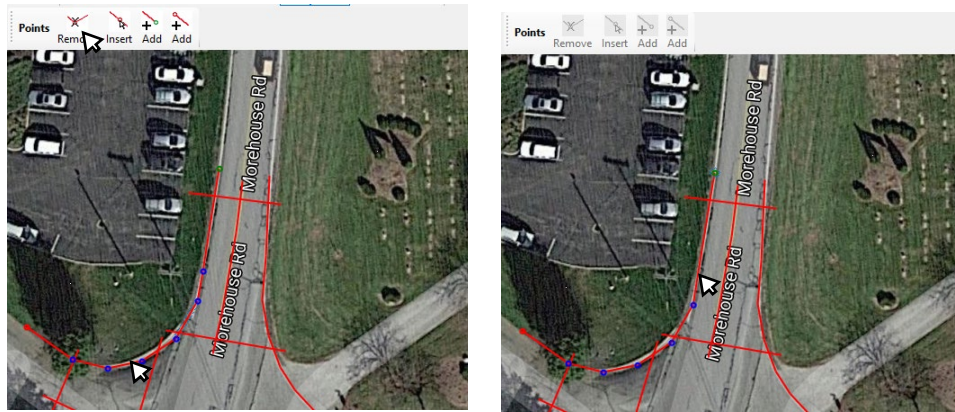 Points
Remo
Insert
Add
Add
Morehouse Rd
Morehouse Rd
Points
Remove
Insert
Add
Add
Morehouse Rd
Morehouse Rd